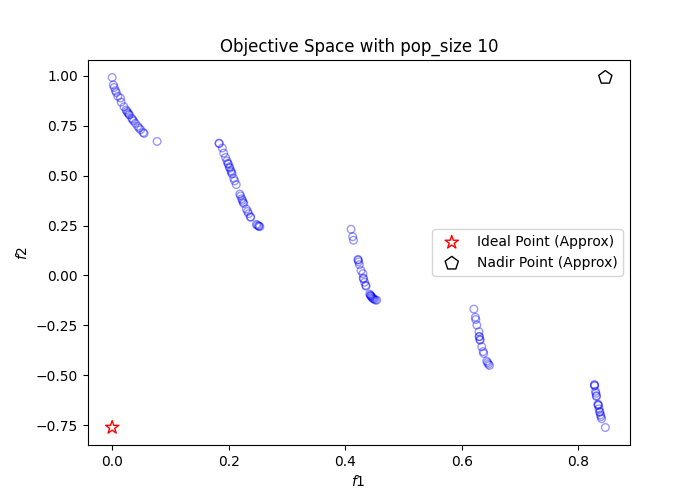 Objective Space with pop_size 10
1.00
0.75
0.50
0.25
0.00
−0.25
−0.50
−0.75
f2
Ideal Point (Approx)
Nadir Point (Approx)
0.0 0.2 0.4 0.6 0.8
f1